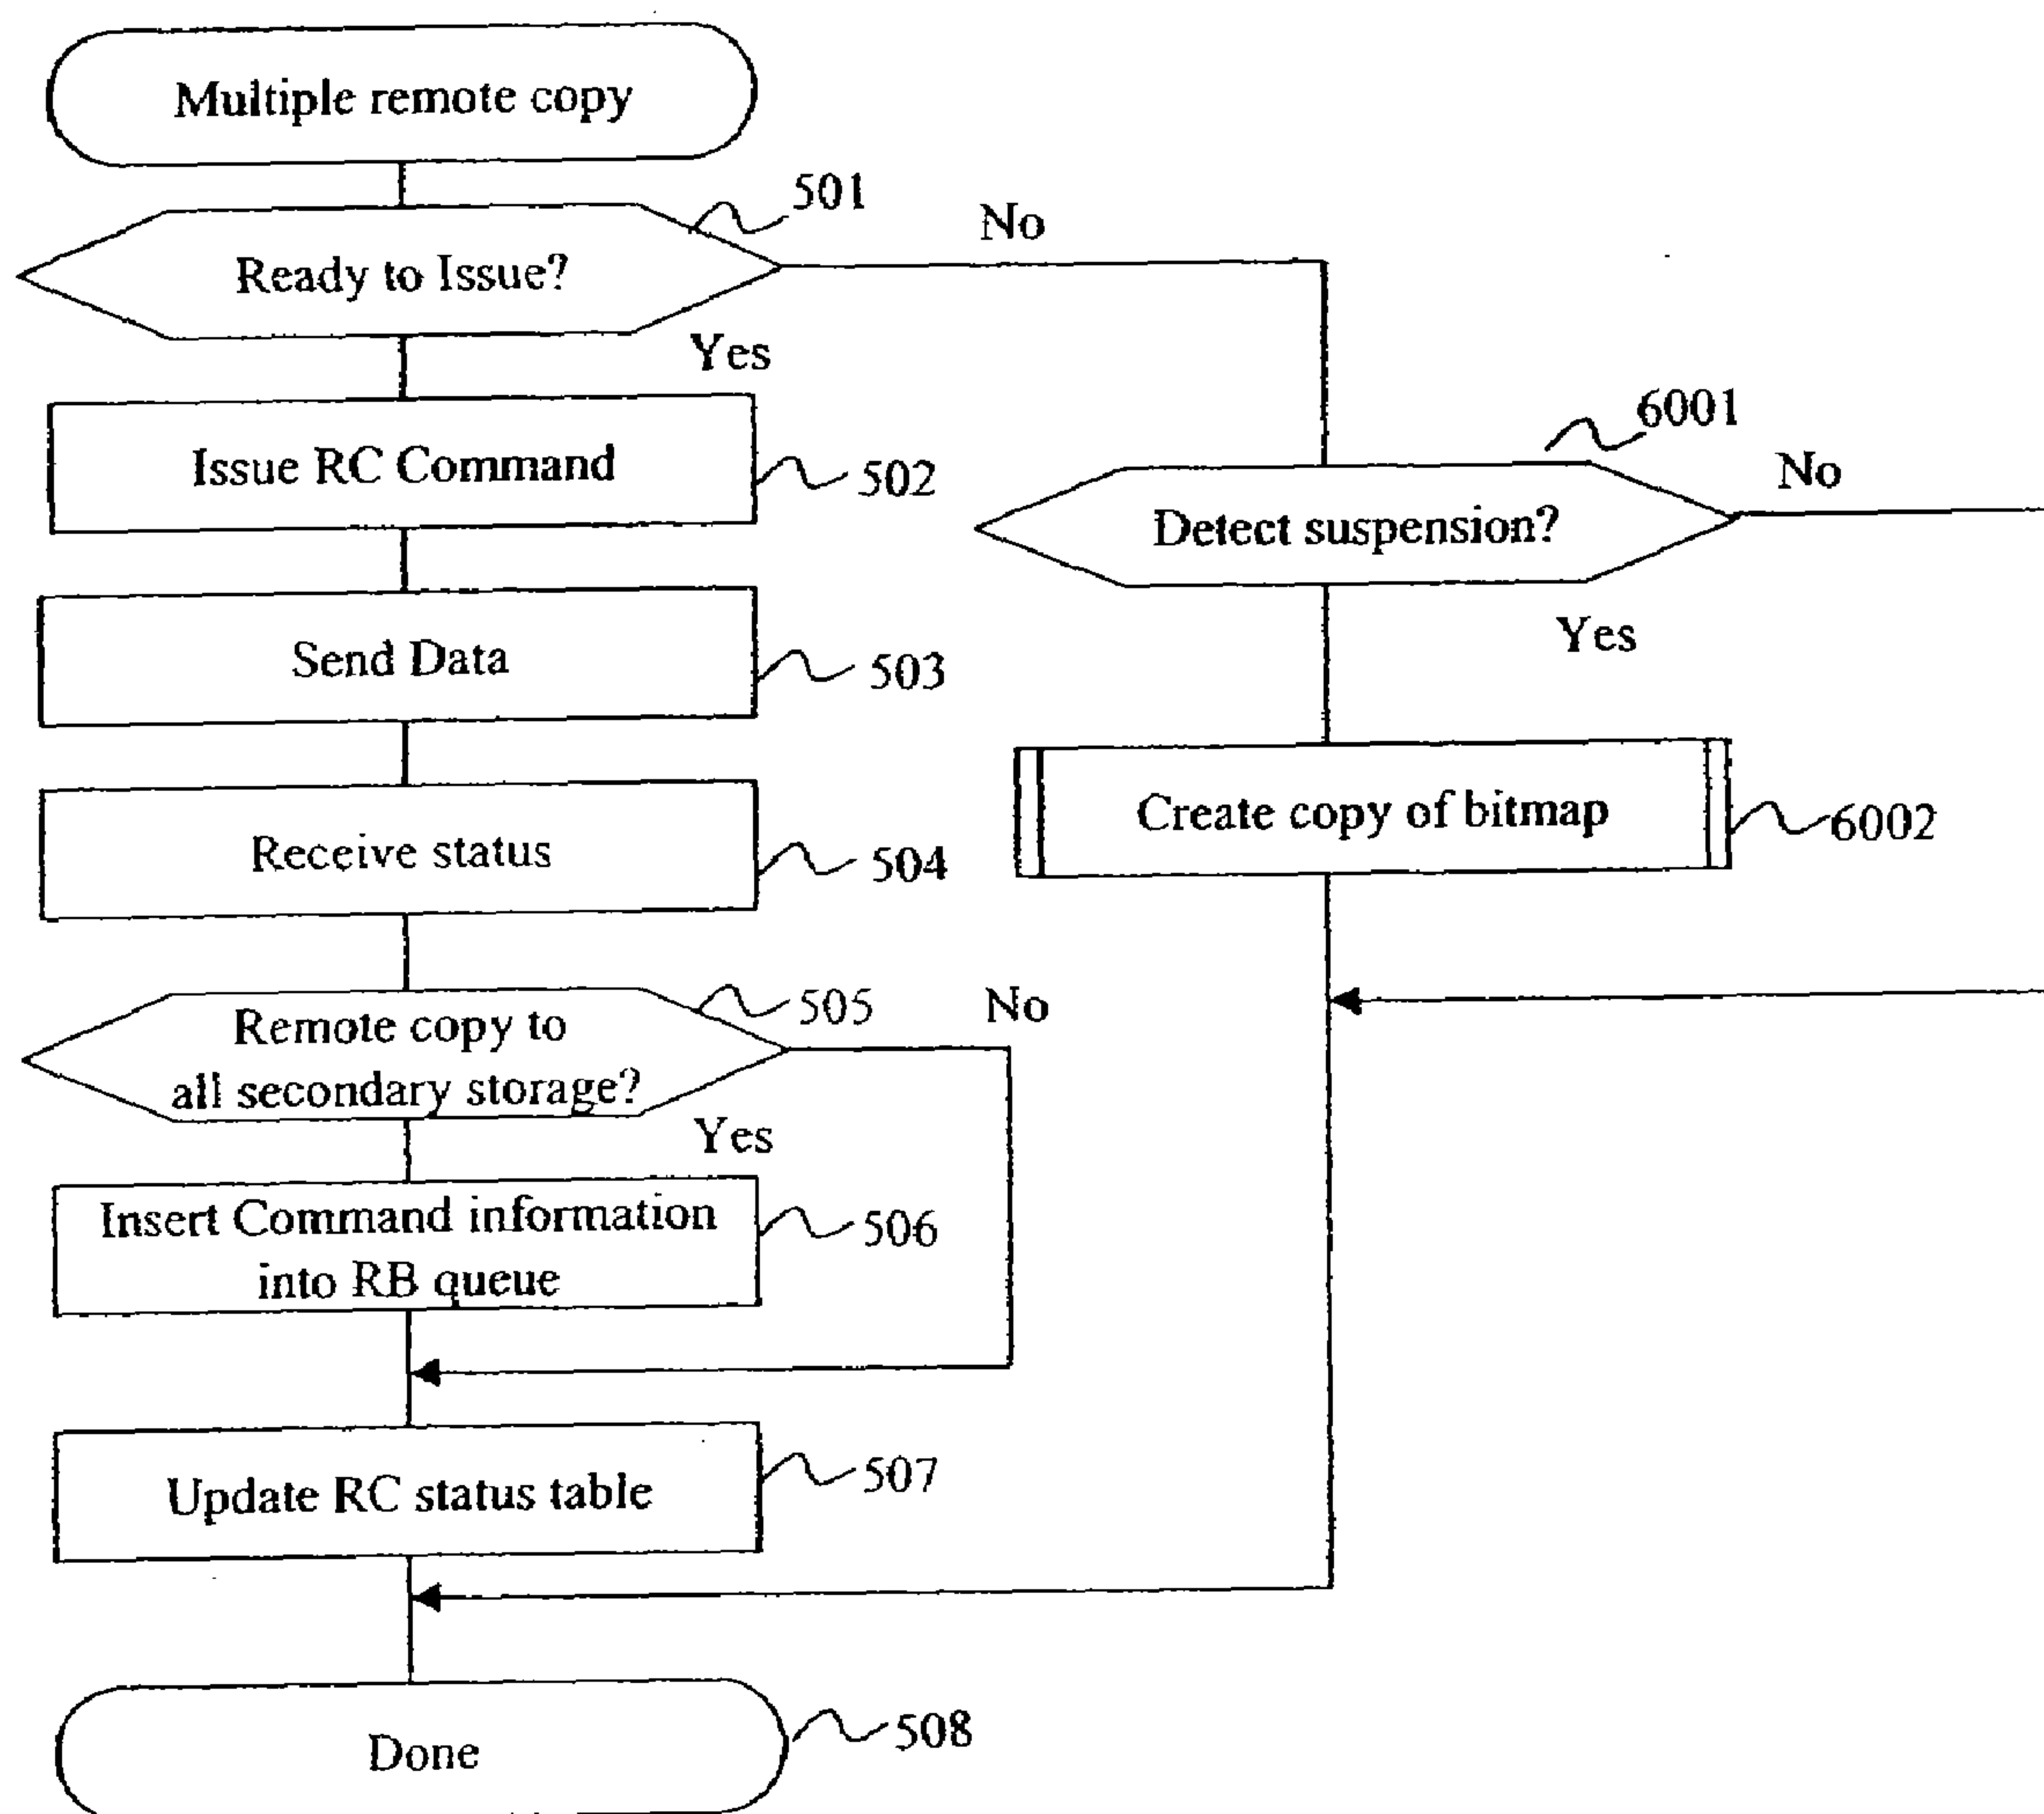 Multiple remote copy
501
No
Ready to Issue?
Yes
6001
No
Issue RC Command
502
Detect suspension?
Yes
Send Data
503
Create copy of bitmap
6002
Receive status
504
505
No
Remote copy to
all secondary storage?
Yes
Insert Command information
into RB queue
506
Update RC status table
507
Done
508